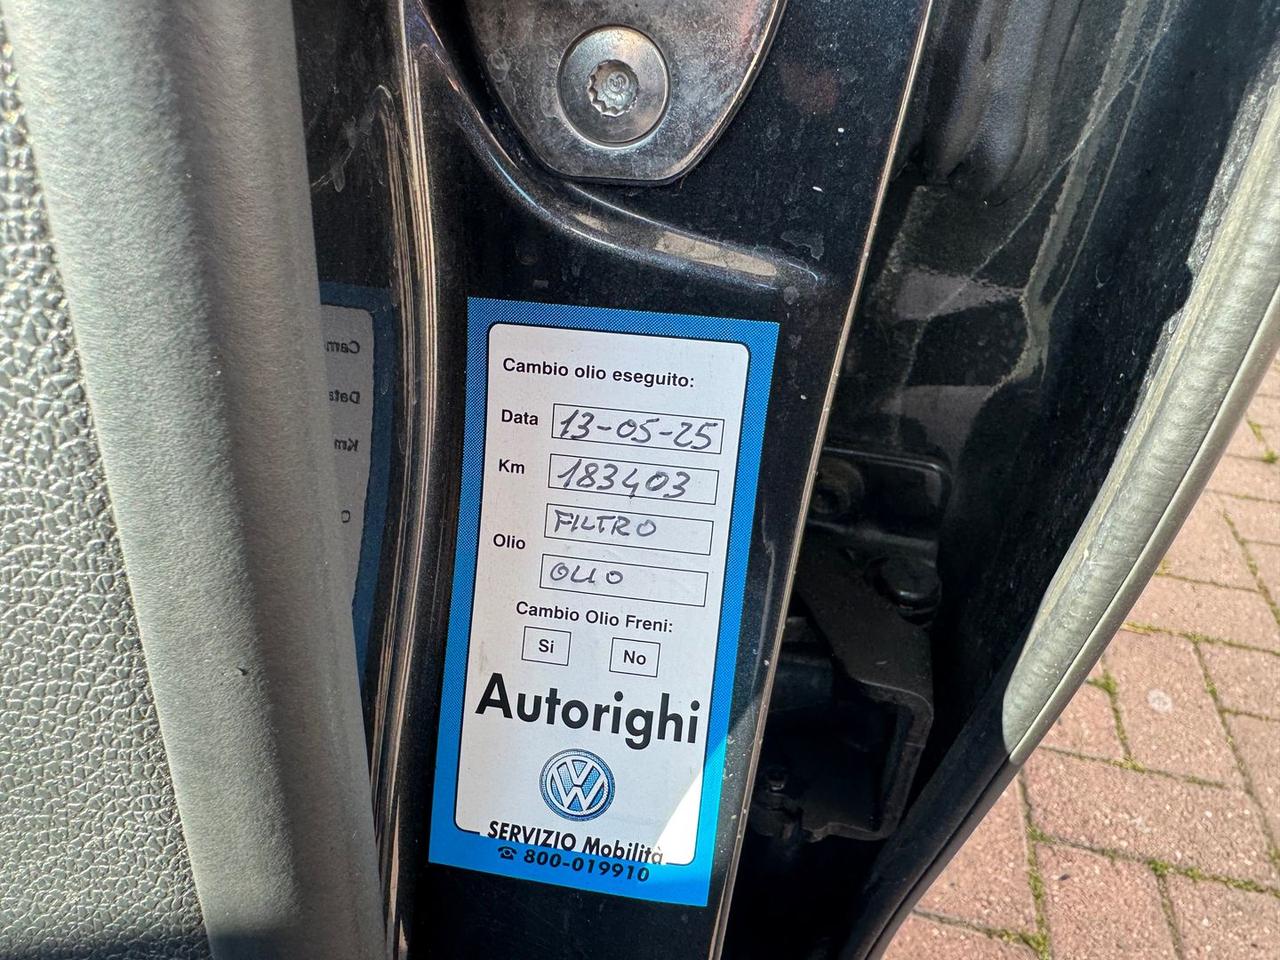 Cambio olio eseguito:
Data 13-05-25
Km 183403
FILTRO
Olio
OLIO
Cambio Olio Freni:
Si No
Autorighi
VW
SERVIZIO Mobilità
☎ 800-019910